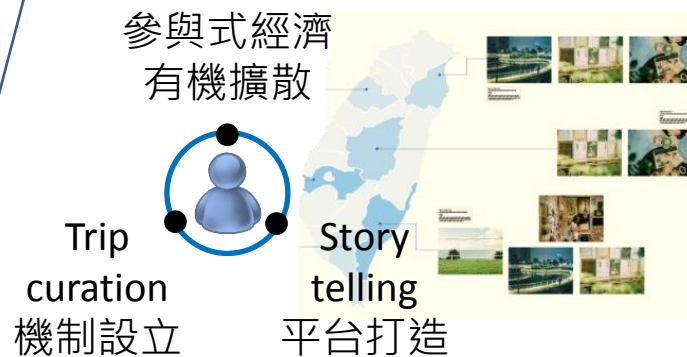 參與式經濟
有機擴散
Trip
curation
機制設立
Story
telling
平台打造